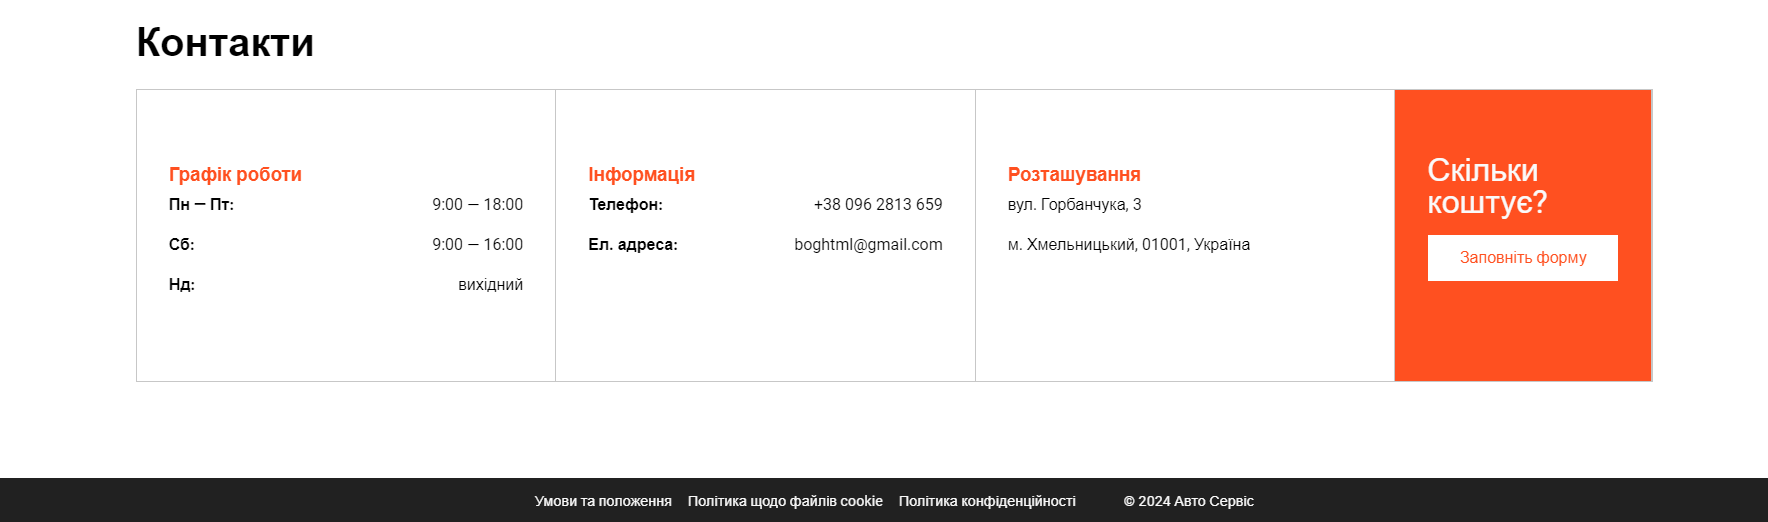 Контакти
Графік роботи
Пн — Пт: 9:00 — 18:00
Сб: 9:00 — 16:00
Нд: вихідний
Інформація
Телефон: +38 096 2813 659
Ел. адреса: boghtml@gmail.com
Розташування
вул. Горбанчука, 3
м. Хмельницький, 01001, Україна
Скільки
коштує?
Заповніть форму
Умови та положення Політика щодо файлів cookie Політика конфіденційності © 2024 Авто Сервіс